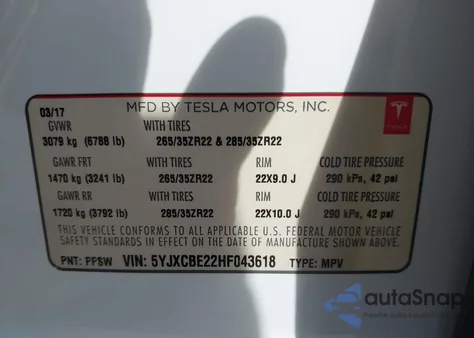 MFD BY TESLA MOTORS, INC.
03/17
GVWR WITH TIRES
3079 kg (6788 lb) 265/35ZR22 & 285/35ZR22
GAWR FRT WITH TIRES RIM COLD TIRE PRESSURE
1470 kg (3241 lb) 265/35ZR22 22X9.0 J 290 kPa, 42 psi
GAWR RR WITH TIRES RIM COLD TIRE PRESSURE
1720 kg (3792 lb) 285/35ZR22 22X10.0 J 290 kPa, 42 psi
THIS VEHICLE CONFORMS TO ALL APPLICABLE U.S. FEDERAL MOTOR VEHICLE
SAFETY STANDARDS IN EFFECT ON THE DATE OF MANUFACTURE SHOWN ABOVE.
PNT: PPSW VIN: 5YJXCBE22HF043618 TYPE: MPV
TESLA
autoSnap